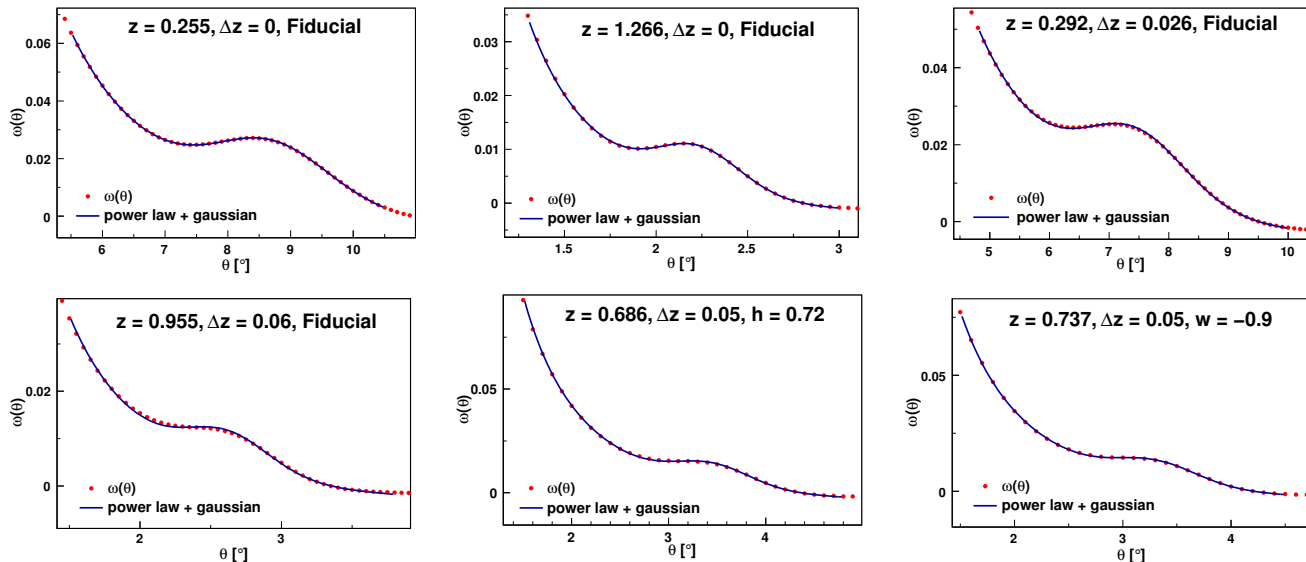 z = 0.255, Δz = 0, Fiducial
ω(θ)
0.06
0.04
0.02
0
ω(θ)
power law + gaussian
6 7 8 9 10
θ [°]
z = 1.266, Δz = 0, Fiducial
ω(θ)
0.03
0.02
0.01
0
ω(θ)
power law + gaussian
1.5 2 2.5 3
θ [°]
z = 0.292, Δz = 0.026, Fiducial
ω(θ)
0.04
0.02
0
ω(θ)
power law + gaussian
5 6 7 8 9 10
θ [°]
z = 0.955, Δz = 0.06, Fiducial
ω(θ)
0.02
0
ω(θ)
power law + gaussian
2 3
θ [°]
z = 0.686, Δz = 0.05, h = 0.72
ω(θ)
0.05
0
ω(θ)
power law + gaussian
2 3 4
θ [°]
z = 0.737, Δz = 0.05, w = −0.9
ω(θ)
0.05
0
ω(θ)
power law + gaussian
2 3 4
θ [°]